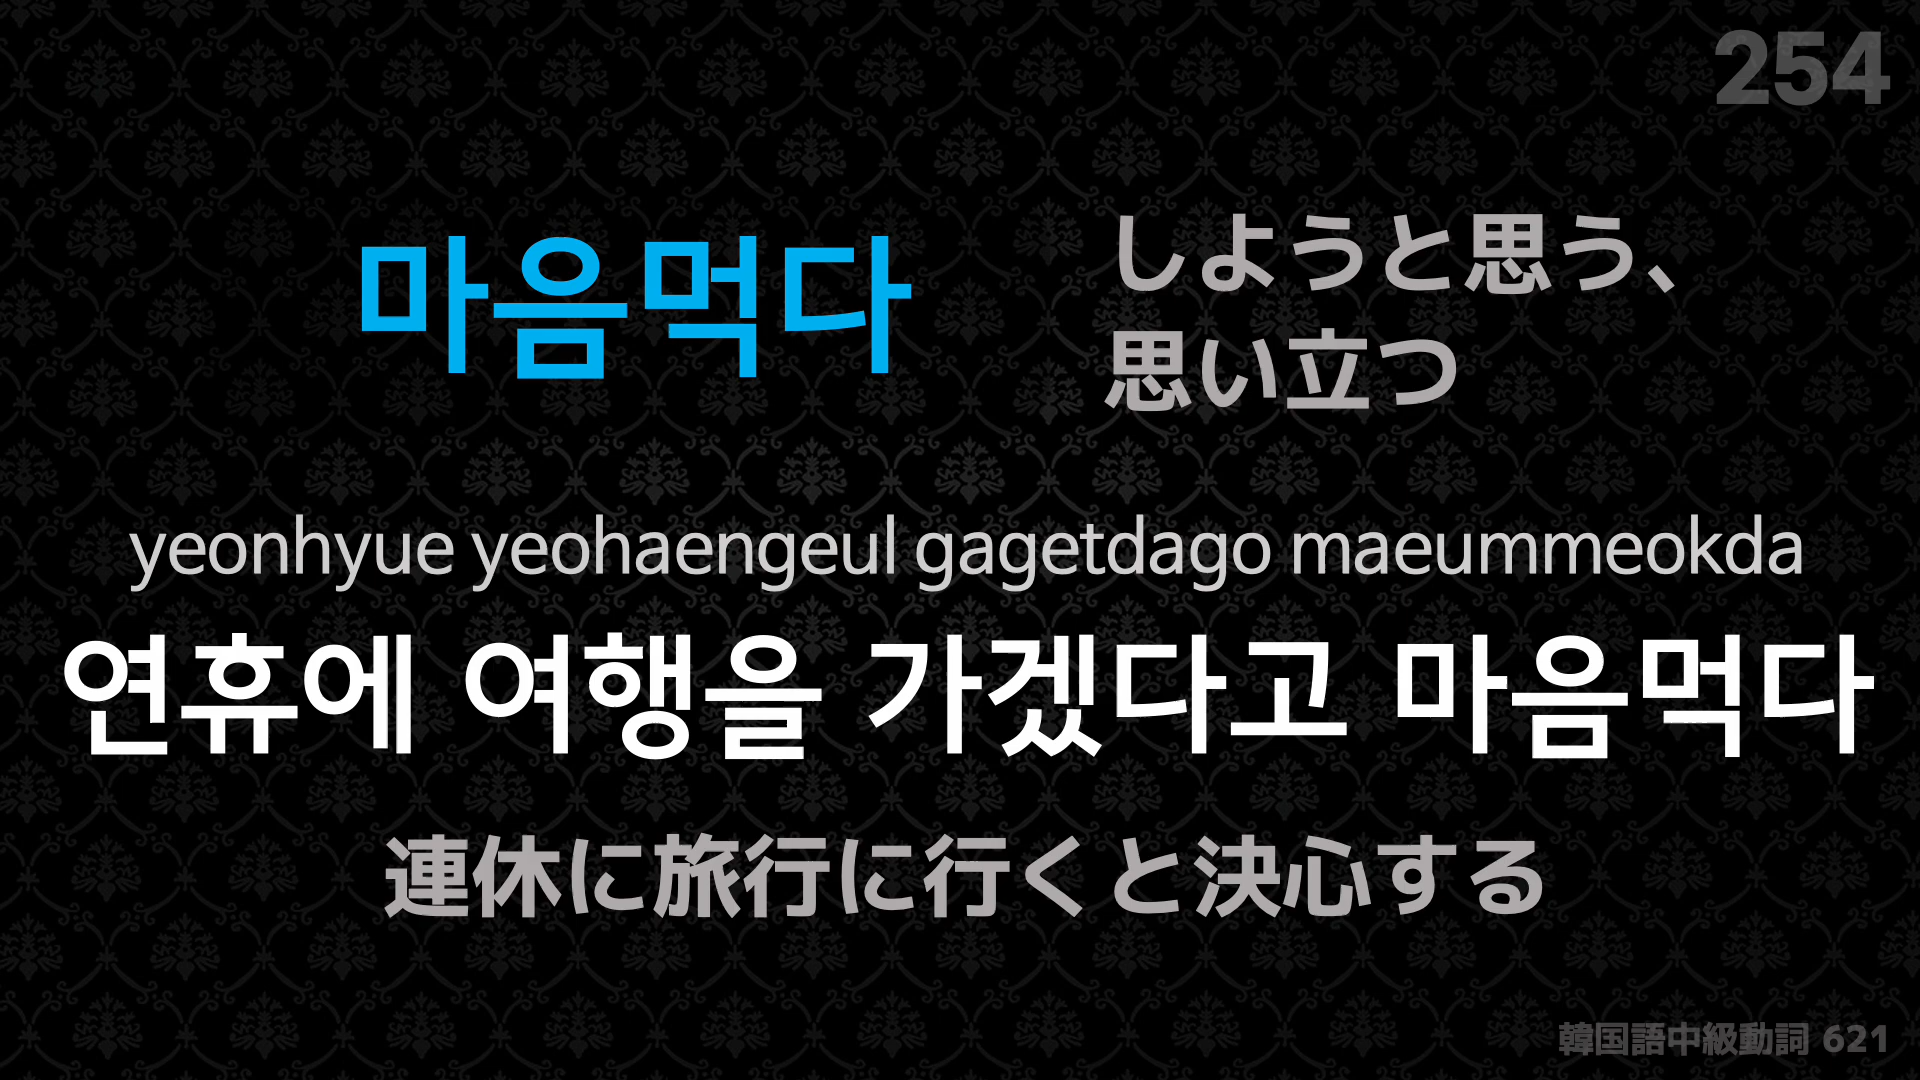 254
마음먹다
しようと思う、
思い立つ
yeonhyue yeohaengeul gagetdago maeummeokda
연휴에 여행을 가겠다고 마음먹다
連休に旅行に行くと決心する
韓国語中級動詞 621